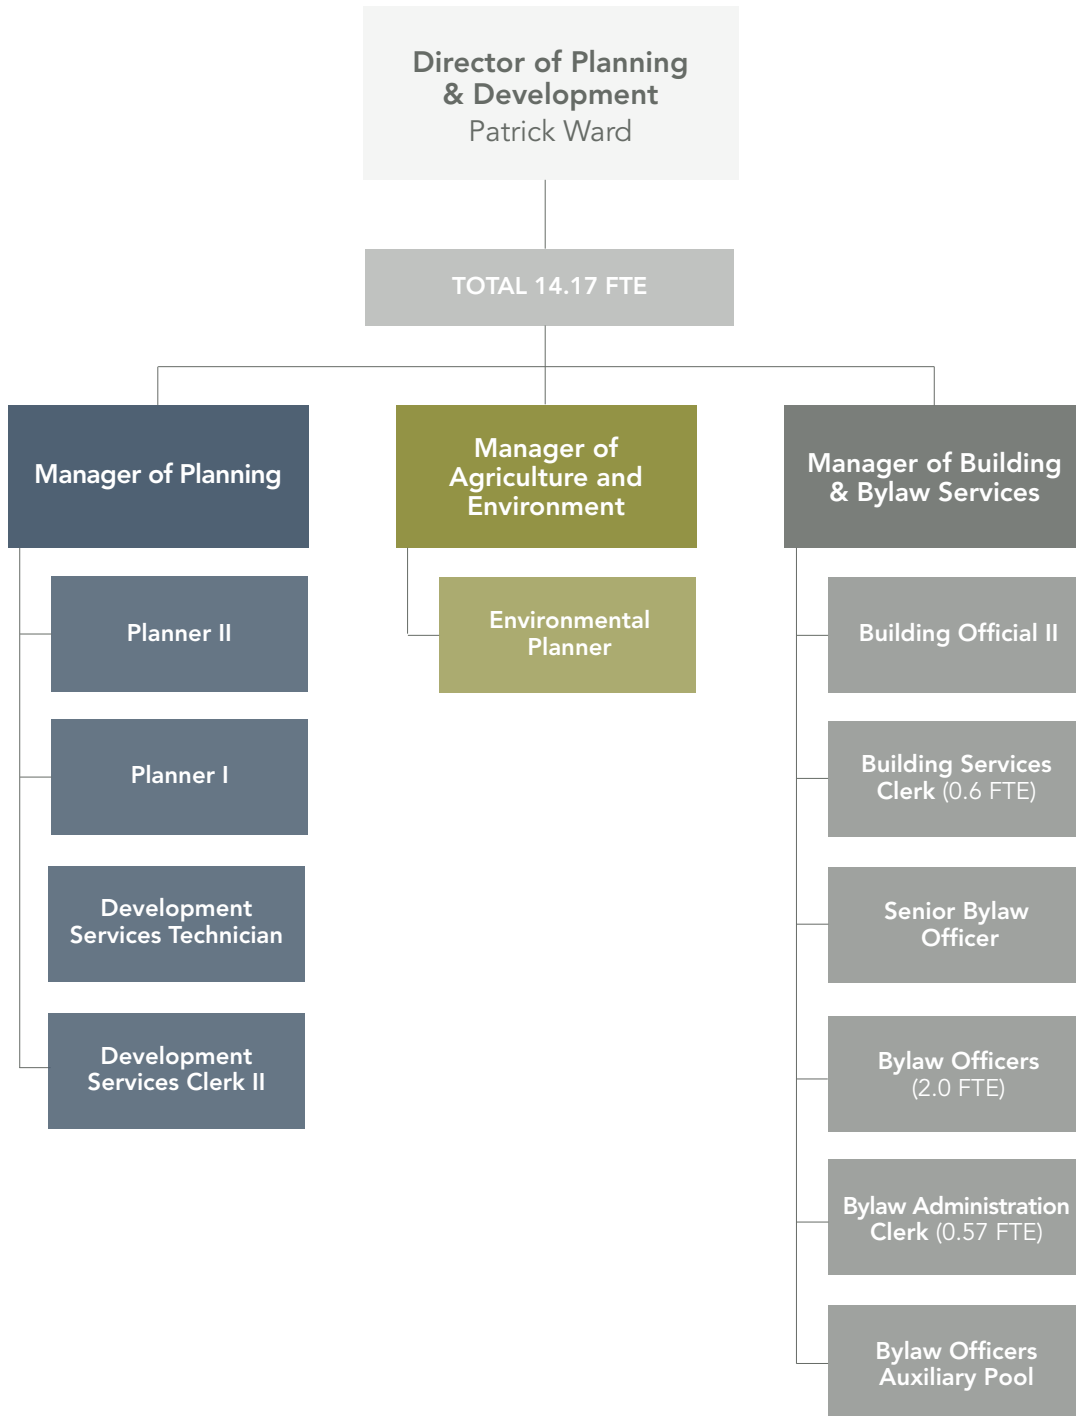 Director of Planning
& Development
Patrick Ward
TOTAL 14.17 FTE
Manager of Planning
Planner II
Planner I
Development
Services Technician
Development
Services Clerk II
Manager of
Agriculture and
Environment
Environmental
Planner
Manager of Building
& Bylaw Services
Building Official II
Building Services
Clerk (0.6 FTE)
Senior Bylaw
Officer
Bylaw Officers
(2.0 FTE)
Bylaw Administration
Clerk (0.57 FTE)
Bylaw Officers
Auxiliary Pool